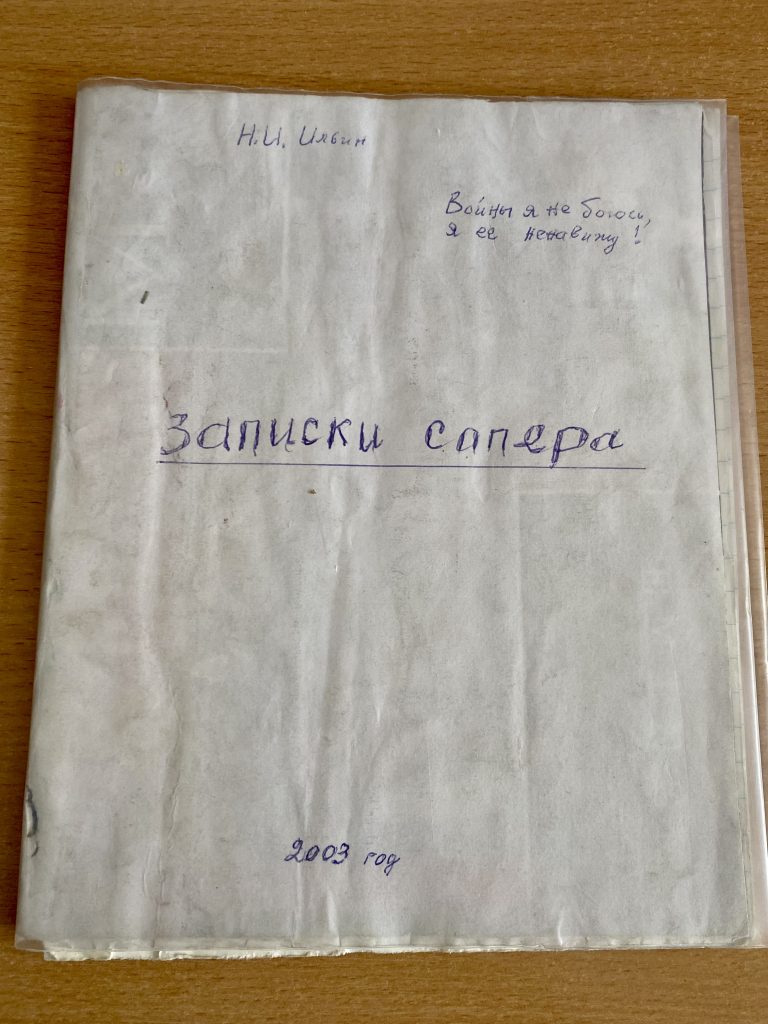 Н.И. Ильин
Войны я не боюсь,
я ее ненавижу!
Записки сапера
2003 год